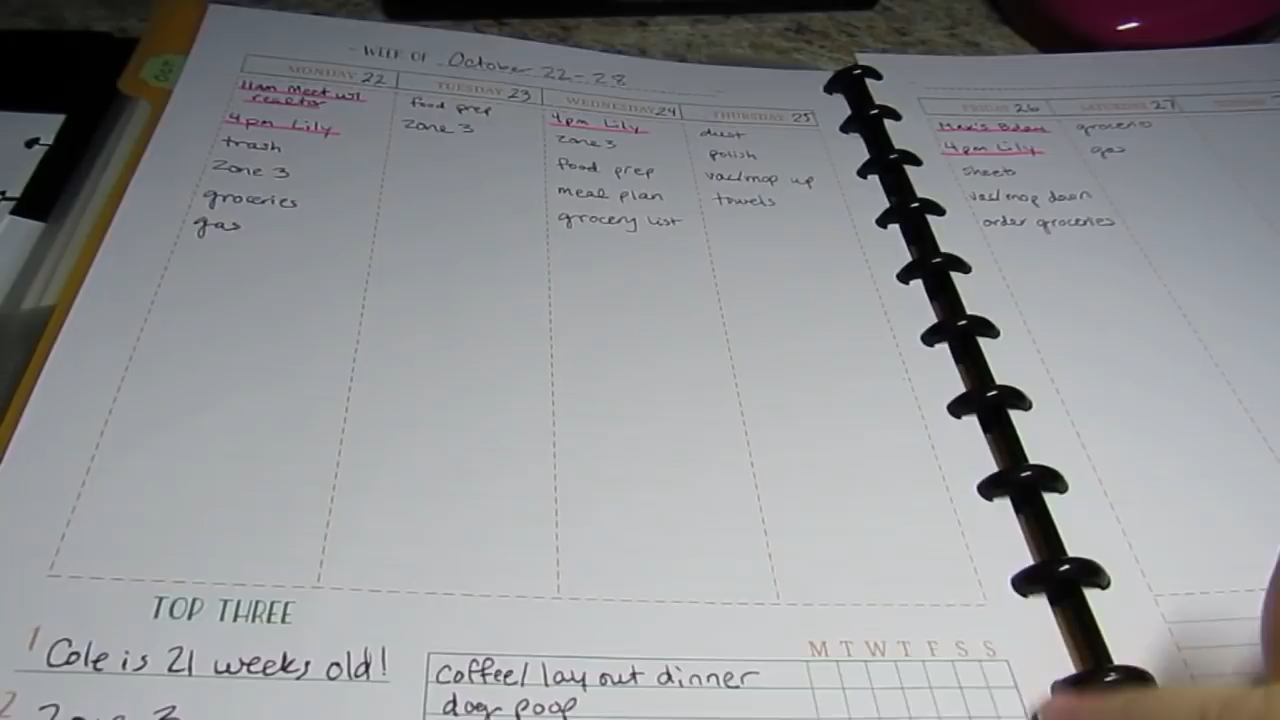 WEEK OF October 22-28
MONDAY 22
11am Meet w/
4pm Lily
trash
Zone 3
groceries
gas
TUESDAY 23
food prep
Zone 3
WEDNESDAY 24
4pm Lily
Zone 3
food prep
meal plan
grocery list
THURSDAY 25
dust
polish
vac/mop up
towels
FRIDAY 26
4pm Lily
sheets
vac/mop down
order groceries
SATURDAY 27
gas
TOP THREE
1 Cole is 21 weeks old!
2 Zone 3
M T W T F S S
coffee/lay out dinner
dog poop